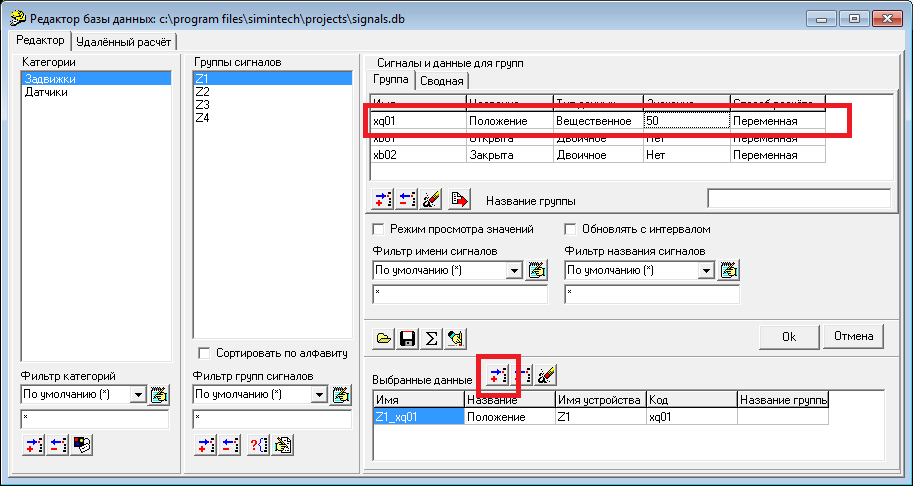 Редактор базы данных: c:\program files\simintech\projects\signals.db
Редактор Удалённый расчёт
Категории
Задвижки
Датчики
Фильтр категорий
По умолчанию (*)
*
Группы сигналов
Z1
Z2
Z3
Z4
Сортировать по алфавиту
Фильтр групп сигналов
По умолчанию (*)
*
Сигналы и данные для групп
Группа Сводная
Имя Название Тип данных Значение Способ расчёта
xq01 Положение Вещественное 50 Переменная
xb01 Открыта Двоичное Нет Переменная
xb02 Закрыта Двоичное Нет Переменная
Название группы
Режим просмотра значений Обновлять с интервалом
Фильтр имени сигналов Фильтр названия сигналов
По умолчанию (*) По умолчанию (*)
* *
Ok Отмена
Выбранные данные
Имя Название Имя устройства Код Название группы
Z1_xq01 Положение Z1 xq01